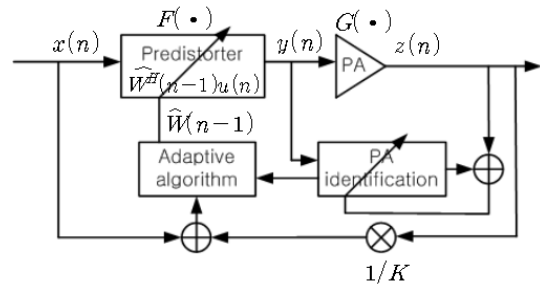 F(•)
G(•)
x(n)
Predistorter
Ŵᴴ(n−1)u(n)
y(n)
PA
z(n)
Ŵ(n−1)
Adaptive
algorithm
PA
identification
1/K